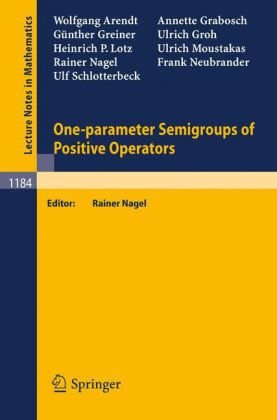 Lecture Notes in Mathematics
1184
Wolfgang Arendt Annette Grabosch
Günther Greiner Ulrich Groh
Heinrich P. Lotz Ulrich Moustakas
Rainer Nagel Frank Neubrander
Ulf Schlotterbeck
One-parameter Semigroups of
Positive Operators
Editor: Rainer Nagel
Springer